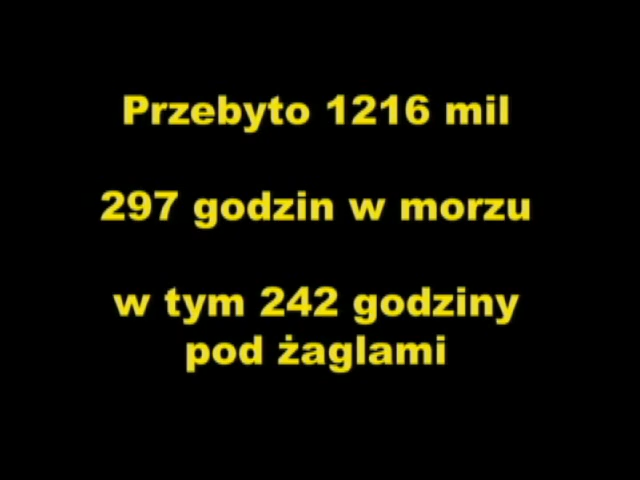 Przebyto 1216 mil
297 godzin w morzu
w tym 242 godziny
pod żaglami